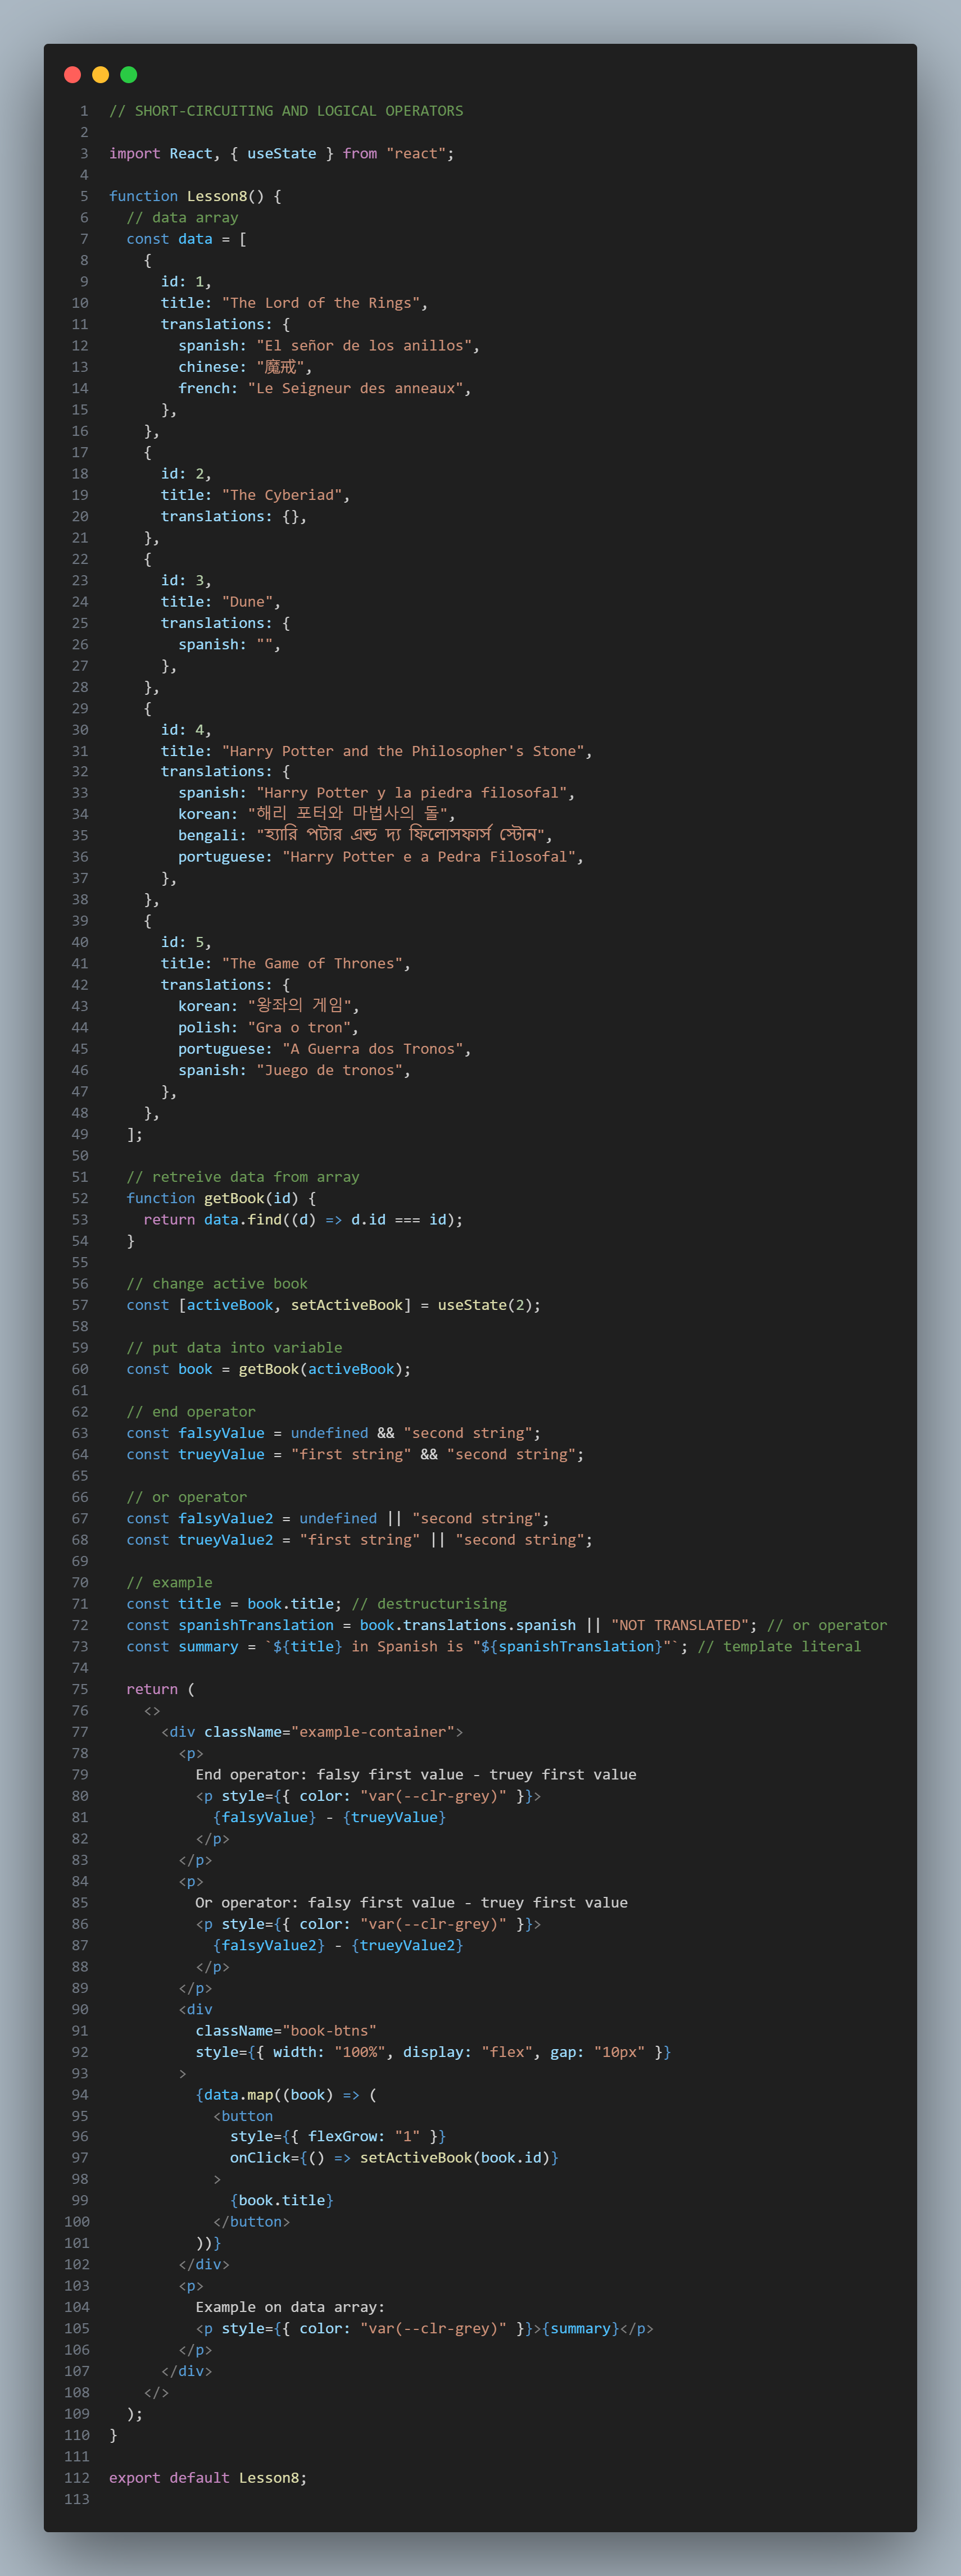 1 // SHORT-CIRCUITING AND LOGICAL OPERATORS
2
3 import React, { useState } from "react";
4
5 function Lesson8() {
6   // data array
7   const data = [
8     {
9       id: 1,
10       title: "The Lord of the Rings",
11       translations: {
12         spanish: "El señor de los anillos",
13         chinese: "魔戒",
14         french: "Le Seigneur des anneaux",
15       },
16     },
17     {
18       id: 2,
19       title: "The Cyberiad",
20       translations: {},
21     },
22     {
23       id: 3,
24       title: "Dune",
25       translations: {
26         spanish: "",
27       },
28     },
29     {
30       id: 4,
31       title: "Harry Potter and the Philosopher's Stone",
32       translations: {
33         spanish: "Harry Potter y la piedra filosofal",
34         korean: "해리 포터와 마법사의 돌",
35         bengali: "হ্যারি পটার এন্ড দ্য ফিলোসফার্স স্টোন",
36         portuguese: "Harry Potter e a Pedra Filosofal",
37       },
38     },
39     {
40       id: 5,
41       title: "The Game of Thrones",
42       translations: {
43         korean: "왕좌의 게임",
44         polish: "Gra o tron",
45         portuguese: "A Guerra dos Tronos",
46         spanish: "Juego de tronos",
47       },
48     },
49   ];
50
51   // retreive data from array
52   function getBook(id) {
53     return data.find((d) => d.id === id);
54   }
55
56   // change active book
57   const [activeBook, setActiveBook] = useState(2);
58
59   // put data into variable
60   const book = getBook(activeBook);
61
62   // end operator
63   const falsyValue = undefined && "second string";
64   const trueyValue = "first string" && "second string";
65
66   // or operator
67   const falsyValue2 = undefined || "second string";
68   const trueyValue2 = "first string" || "second string";
69
70   // example
71   const title = book.title; // destructurising
72   const spanishTranslation = book.translations.spanish || "NOT TRANSLATED"; // or operator
73   const summary = `${title} in Spanish is "${spanishTranslation}"`; // template literal
74
75   return (
76     <>
77       <div className="example-container">
78         <p>
79           End operator: falsy first value - truey first value
80           <p style={{ color: "var(--clr-grey)" }}>
81             {falsyValue} - {trueyValue}
82           </p>
83         </p>
84         <p>
85           Or operator: falsy first value - truey first value
86           <p style={{ color: "var(--clr-grey)" }}>
87             {falsyValue2} - {trueyValue2}
88           </p>
89         </p>
90         <div
91           className="book-btns"
92           style={{ width: "100%", display: "flex", gap: "10px" }}
93         >
94           {data.map((book) => (
95             <button
96               style={{ flexGrow: "1" }}
97               onClick={() => setActiveBook(book.id)}
98             >
99               {book.title}
100             </button>
101           ))}
102         </div>
103         <p>
104           Example on data array:
105           <p style={{ color: "var(--clr-grey)" }}>{summary}</p>
106         </p>
107       </div>
108     </>
109   );
110 }
111
112 export default Lesson8;
113